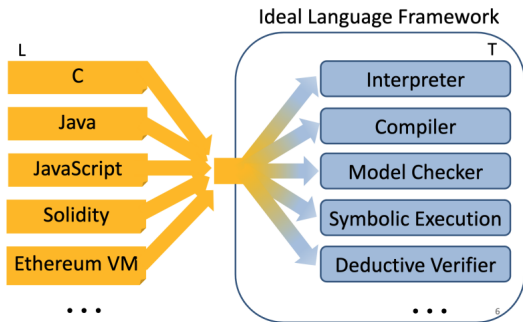 Ideal Language Framework
L
T
C
Java
JavaScript
Solidity
Ethereum VM
• • •
Interpreter
Compiler
Model Checker
Symbolic Execution
Deductive Verifier
• • •
6